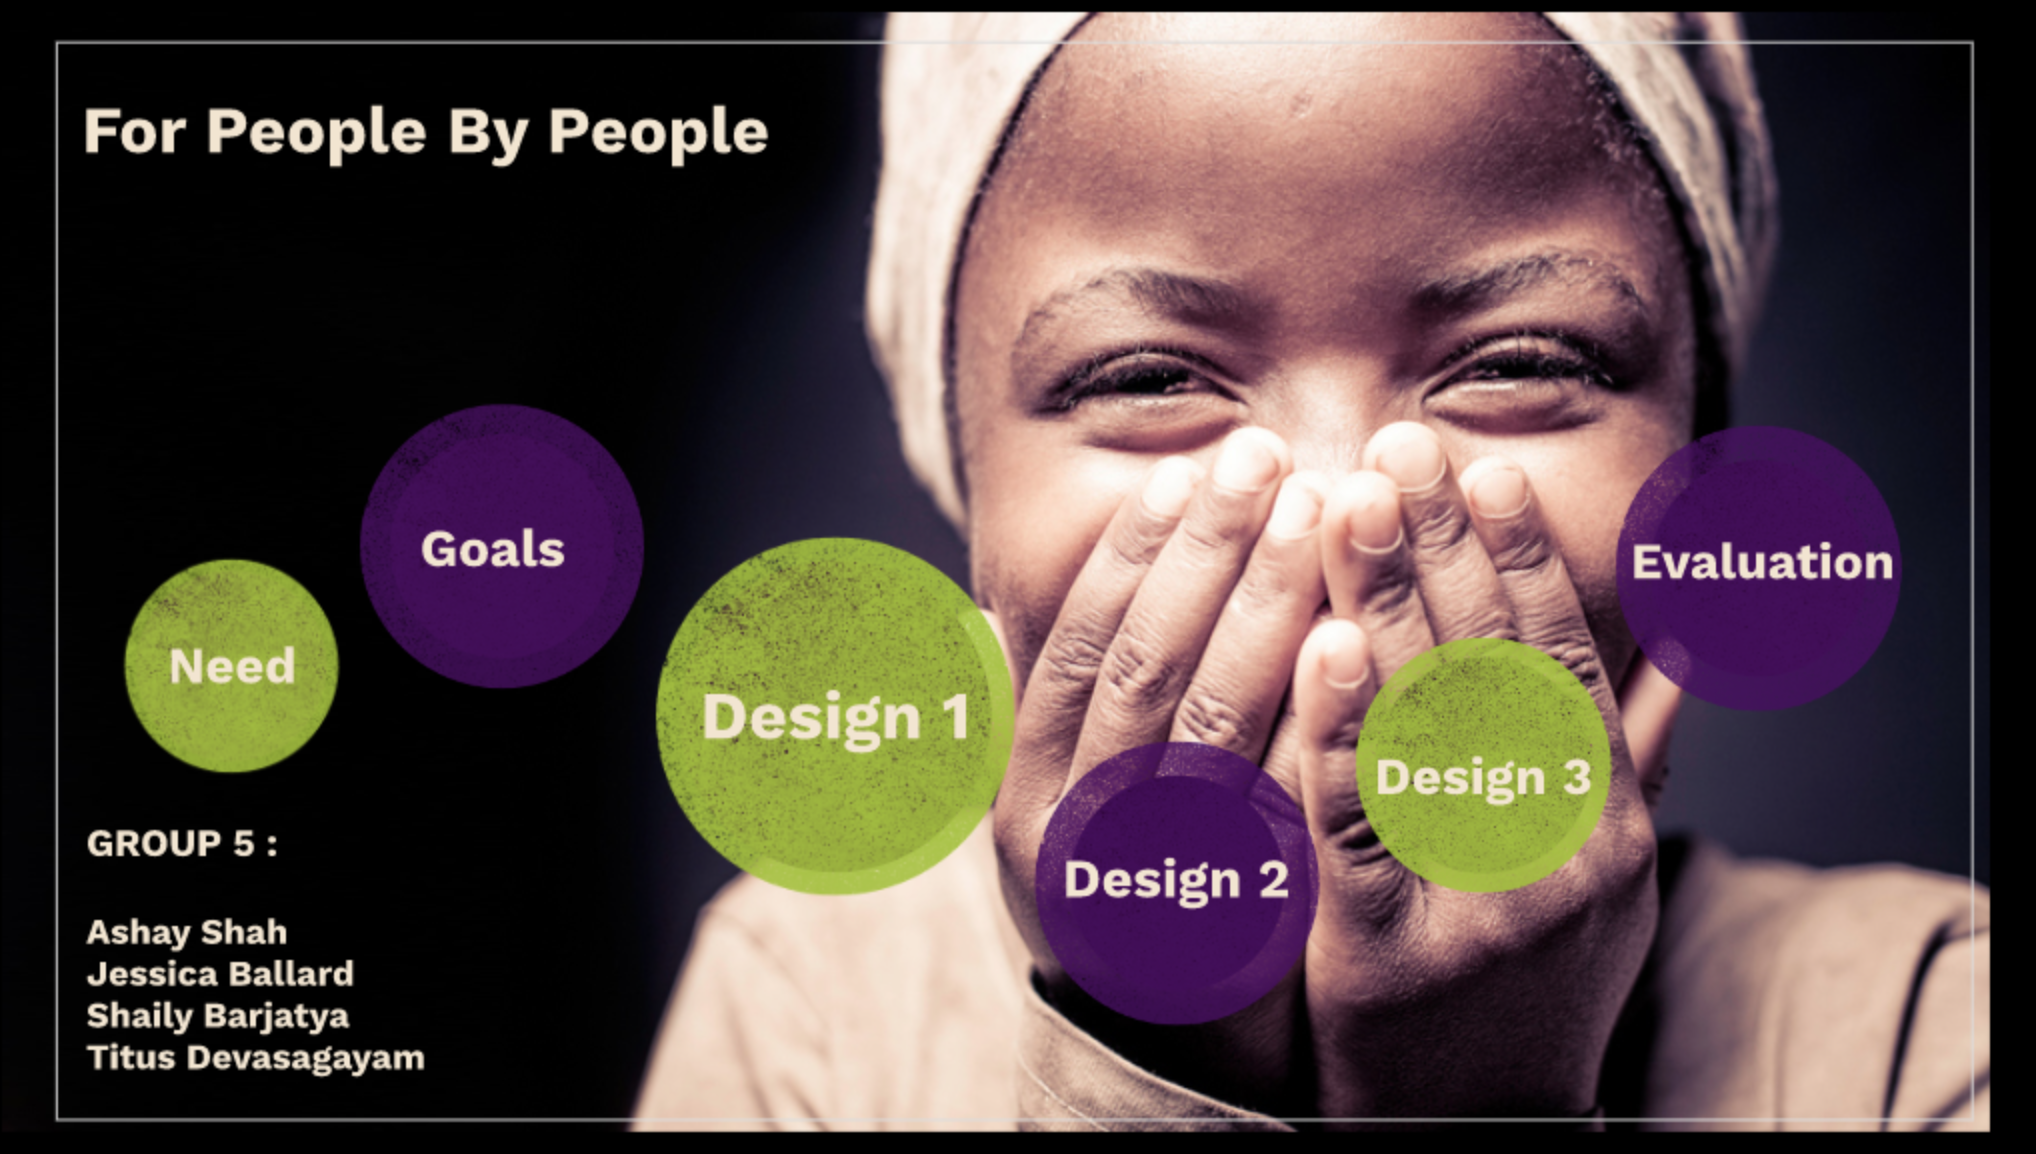 For People By People
Need
Goals
Design 1
Design 2
Design 3
Evaluation
GROUP 5 :
Ashay Shah
Jessica Ballard
Shaily Barjatya
Titus Devasagayam